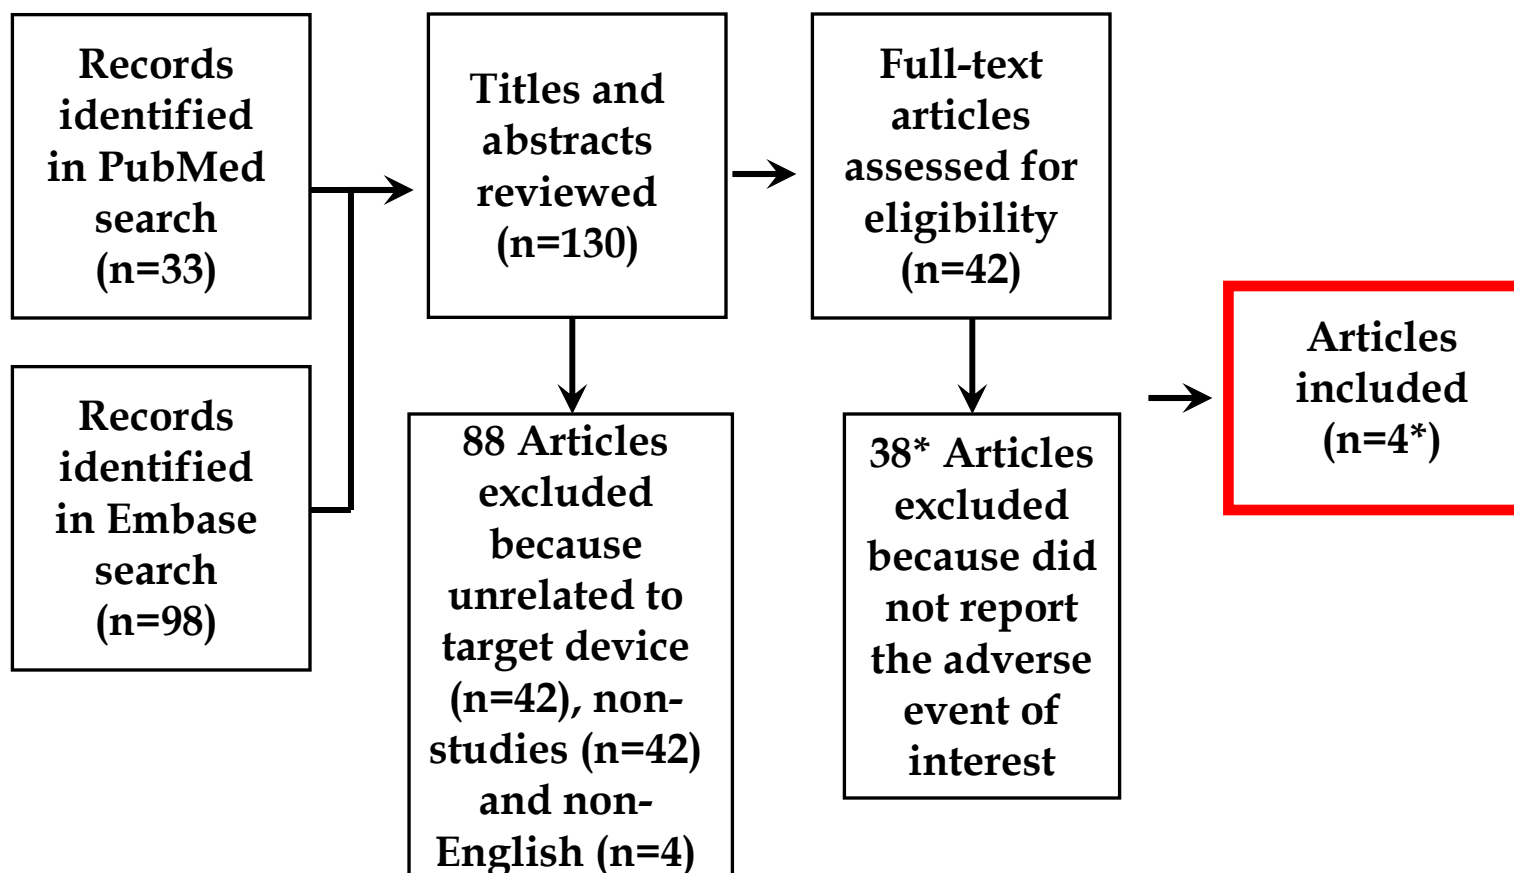 Records
identified
in PubMed
search
(n=33)
Records
identified
in Embase
search
(n=98)
Titles and
abstracts
reviewed
(n=130)
88 Articles
excluded
because
unrelated to
target device
(n=42), non-
studies (n=42)
and non-
English (n=4)
Full-text
articles
assessed for
eligibility
(n=42)
38* Articles
excluded
because did
not report
the adverse
event of
interest
Articles
included
(n=4*)